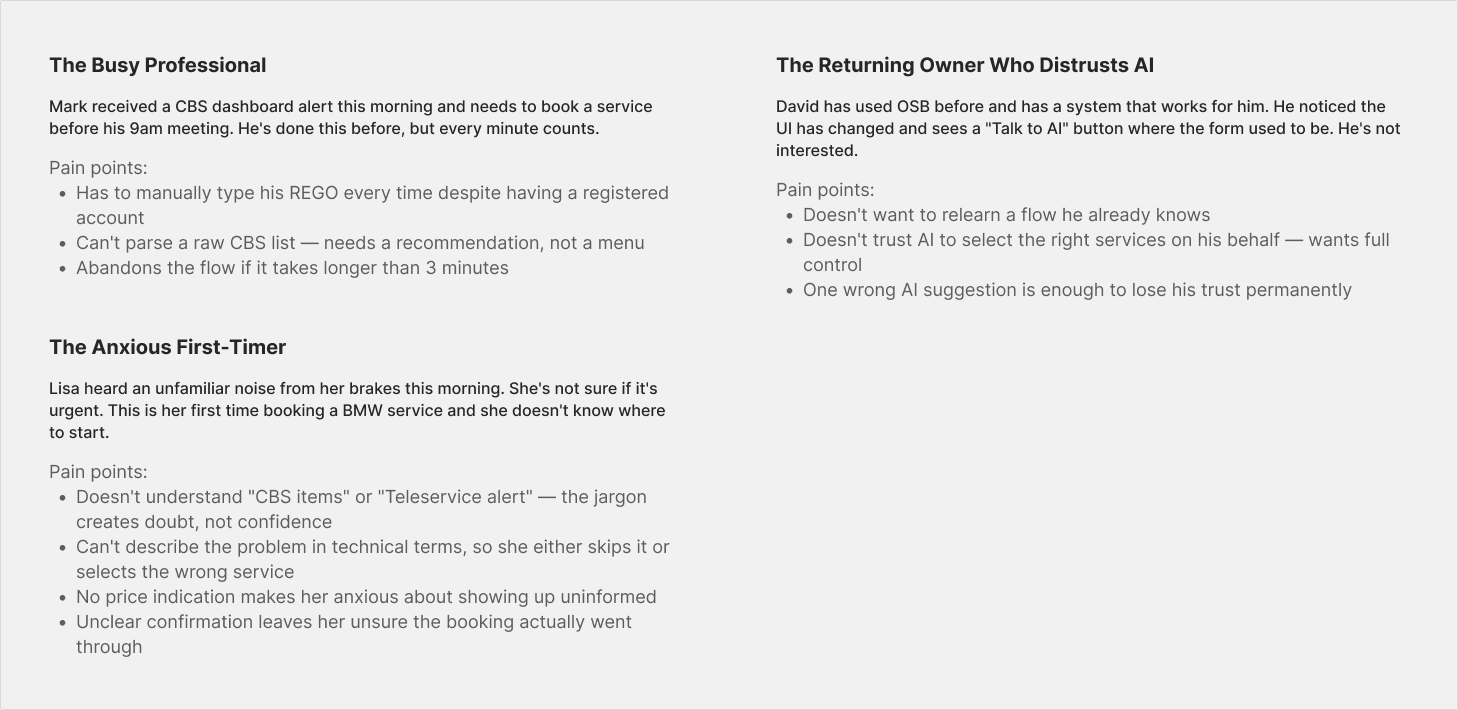 The Busy Professional
Mark received a CBS dashboard alert this morning and needs to book a service
before his 9am meeting. He's done this before, but every minute counts.
Pain points:
• Has to manually type his REGO every time despite having a registered
account
• Can't parse a raw CBS list — needs a recommendation, not a menu
• Abandons the flow if it takes longer than 3 minutes
The Returning Owner Who Distrusts AI
David has used OSB before and has a system that works for him. He noticed the
UI has changed and sees a "Talk to AI" button where the form used to be. He's not
interested.
Pain points:
• Doesn't want to relearn a flow he already knows
• Doesn't trust AI to select the right services on his behalf — wants full
control
• One wrong AI suggestion is enough to lose his trust permanently
The Anxious First-Timer
Lisa heard an unfamiliar noise from her brakes this morning. She's not sure if it's
urgent. This is her first time booking a BMW service and she doesn't know where
to start.
Pain points:
• Doesn't understand "CBS items" or "Teleservice alert" — the jargon
creates doubt, not confidence
• Can't describe the problem in technical terms, so she either skips it or
selects the wrong service
• No price indication makes her anxious about showing up uninformed
• Unclear confirmation leaves her unsure the booking actually went
through